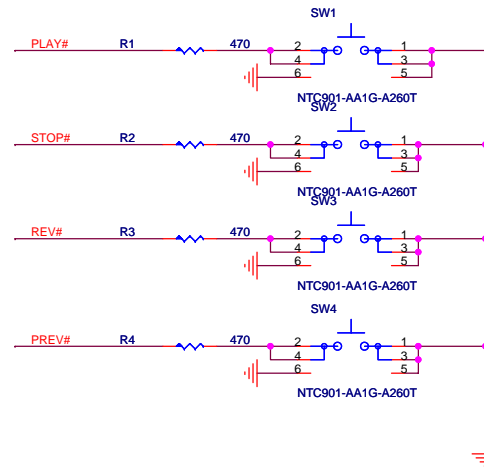 SW1
PLAY# R1 470 2 1
4 3
6 5
NTC901-AA1G-A260T
SW2
STOP# R2 470 2 1
4 3
6 5
NTC901-AA1G-A260T
SW3
REV# R3 470 2 1
4 3
6 5
NTC901-AA1G-A260T
SW4
PREV# R4 470 2 1
4 3
6 5
NTC901-AA1G-A260T